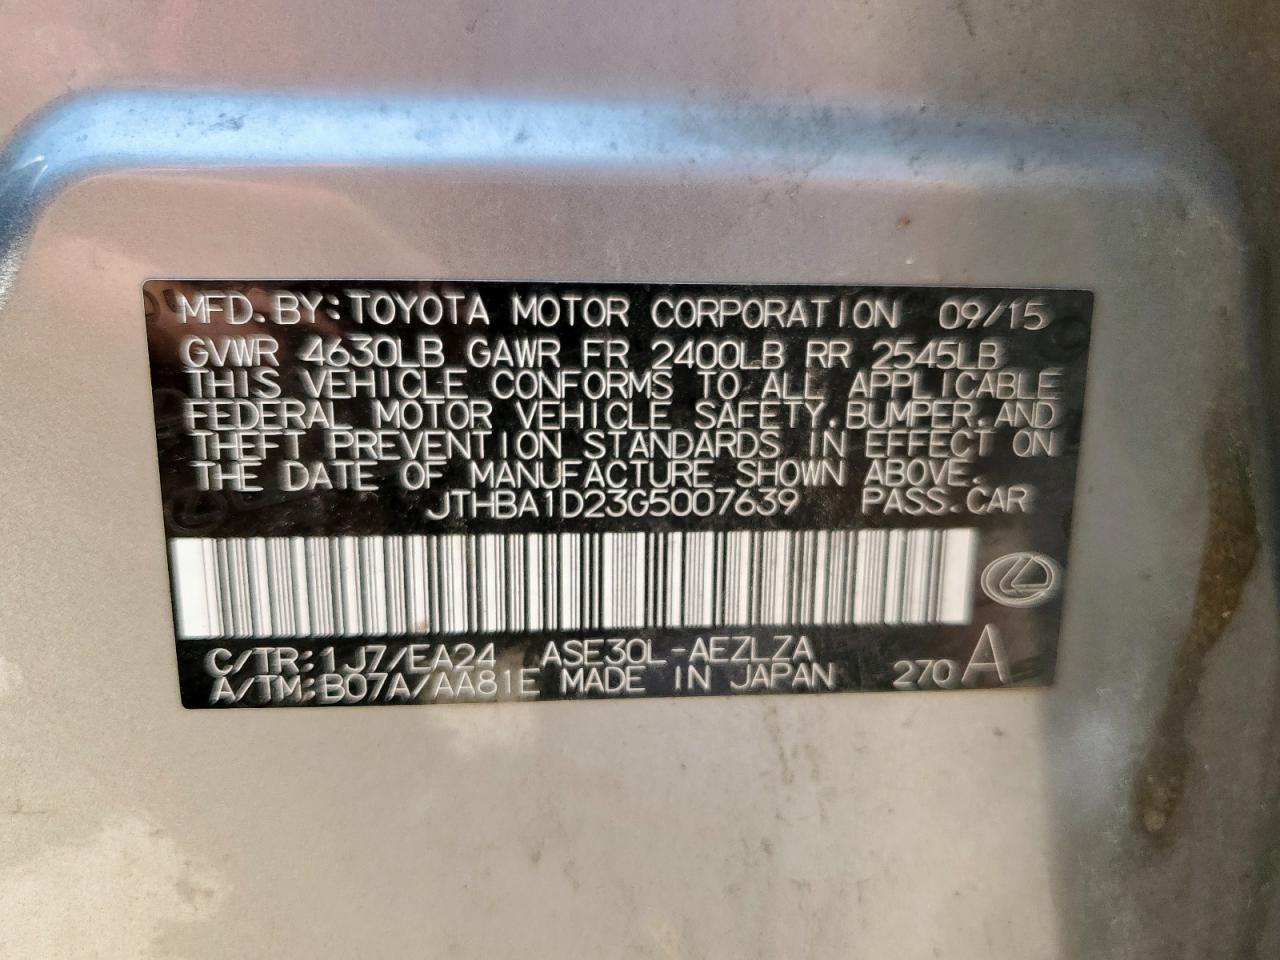 MFD. BY: TOYOTA MOTOR CORPORATION 09/15
GVWR 4630LB GAWR FR 2400LB RR 2545LB
THIS VEHICLE CONFORMS TO ALL APPLICABLE
FEDERAL MOTOR VEHICLE SAFETY, BUMPER, AND
THEFT PREVENTION STANDARDS IN EFFECT ON
THE DATE OF MANUFACTURE SHOWN ABOVE.
JTHBA1D23G5007639 PASS. CAR
C/TR: 1J7/EA24 ASE30L-AEZLZA
A/TM: B07A/AA81E MADE IN JAPAN 270 A